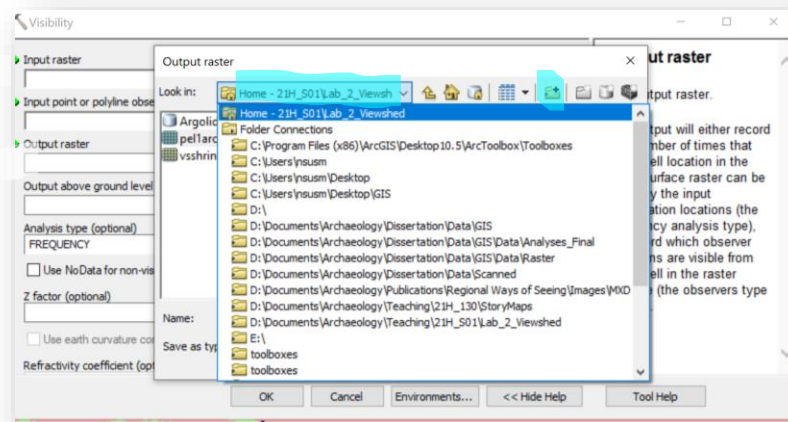 Visibility
Input raster
Input point or polyline obse
Output raster
Output above ground level
Analysis type (optional)
FREQUENCY
Use NoData for non-vis
Z factor (optional)
Use earth curvature cor
Refractivity coefficient (opt
Output raster
Look in:
Home - 21H_S01\Lab_2_Viewsh
Argolic
pel1arc
vsshrin
Home - 21H_S01\Lab_2_Viewshed
Folder Connections
C:\Program Files (x86)\ArcGIS\Desktop10.5\ArcToolbox\Toolboxes
C:\Users\nsusm
C:\Users\nsusm\Desktop
C:\Users\nsusm\Desktop\GIS
D:\
D:\Documents\Archaeology\Dissertation\Data\GIS
D:\Documents\Archaeology\Dissertation\Data\GIS\Data\Analyses_Final
D:\Documents\Archaeology\Dissertation\Data\GIS\Data\Raster
D:\Documents\Archaeology\Dissertation\Data\Scanned
D:\Documents\Archaeology\Publications\Regional Ways of Seeing\Images\MXD
D:\Documents\Archaeology\Teaching\21H_130\StoryMaps
D:\Documents\Archaeology\Teaching\21H_S01\Lab_2_Viewshed
E:\
toolboxes
toolboxes
Name:
Save as typ
ut raster
tput raster.
tput will either record
mber of times that
ell location in the
urface raster can be
y the input
ation locations (the
ncy analysis type),
rd which observer
ns are visible from
ell in the raster
(the observers type
OK
Cancel
Environments...
<< Hide Help
Tool Help